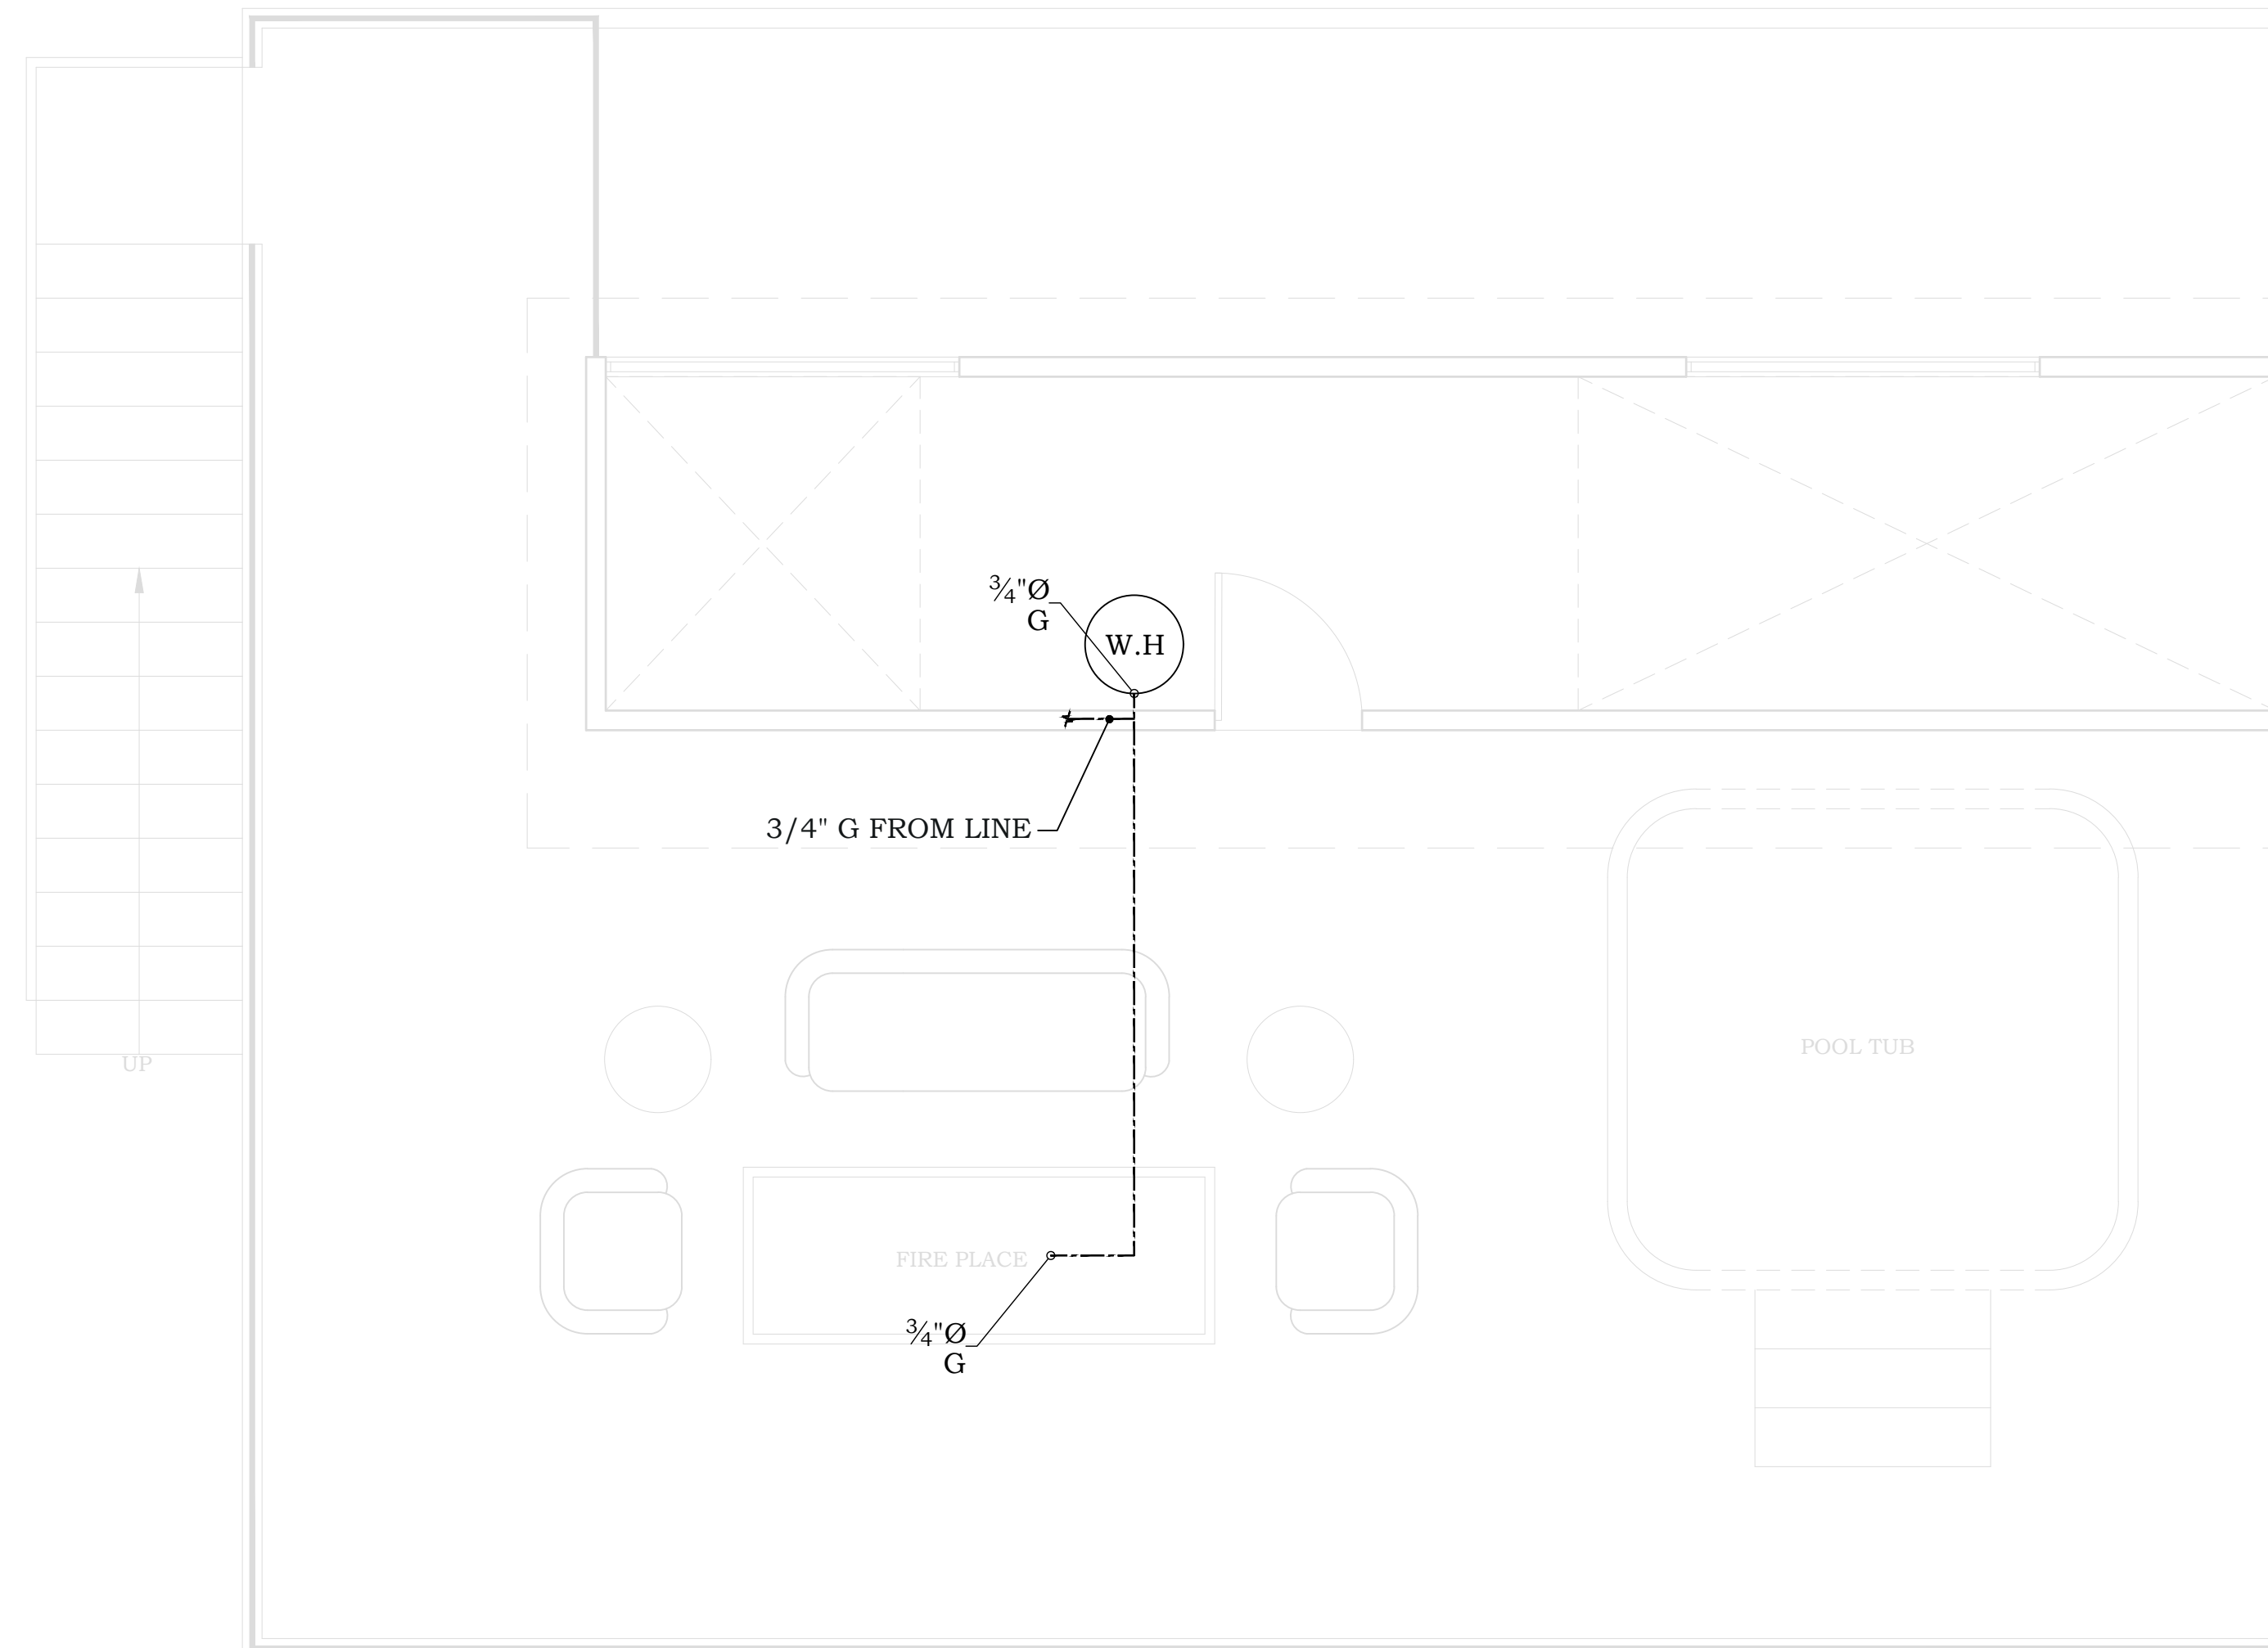 ¾"Ø
G
W.H
3/4" G FROM LINE
POOL TUB
UP
FIRE PLACE
¾"Ø
G